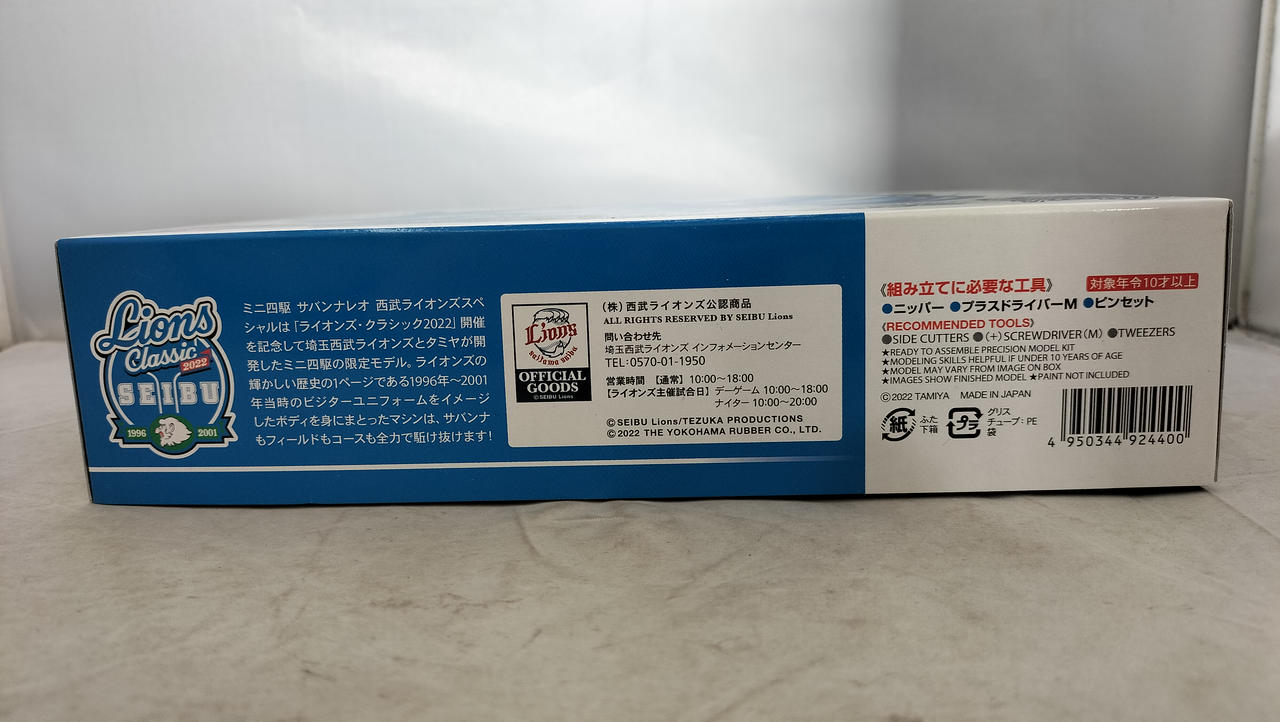 Lions
Classic
2022
SEIBU
1996
2001
ミニ四駆 サバンナレオ 西武ライオンズスペ
シャルは「ライオンズ・クラシック2022」開催
を記念して埼玉西武ライオンズとタミヤが開
発したミニ四駆の限定モデル。ライオンズの
輝かしい歴史の1ページである1996年〜2001
年当時のビジターユニフォームをイメージ
したボディを身にまとったマシンは、サバンナ
もフィールドもコースも全力で駆け抜けます!
Lions
saitama seibu
OFFICIAL
GOODS
©SEIBU Lions
(株)西武ライオンズ公認商品
ALL RIGHTS RESERVED BY SEIBU Lions
問い合わせ先
埼玉西武ライオンズ インフォメーションセンター
TEL:0570-01-1950
営業時間 【通常】10:00〜18:00
【ライオンズ主催試合日】デーゲーム 10:00〜18:00
ナイター 10:00〜20:00
©SEIBU Lions/TEZUKA PRODUCTIONS
©2022 THE YOKOHAMA RUBBER CO., LTD.
《組み立てに必要な工具》 対象年令10才以上
●ニッパー ●プラスドライバーM ●ピンセット
《RECOMMENDED TOOLS》
●SIDE CUTTERS ●(+)SCREWDRIVER(M) ●TWEEZERS
★READY TO ASSEMBLE PRECISION MODEL KIT
★MODELING SKILLS HELPFUL IF UNDER 10 YEARS OF AGE
★MODEL MAY VARY FROM IMAGE ON BOX
★IMAGES SHOW FINISHED MODEL ★PAINT NOT INCLUDED
©2022 TAMIYA MADE IN JAPAN
紙 ふた
下箱
プラ グリス
チューブ:PE
袋
4 950344 924400